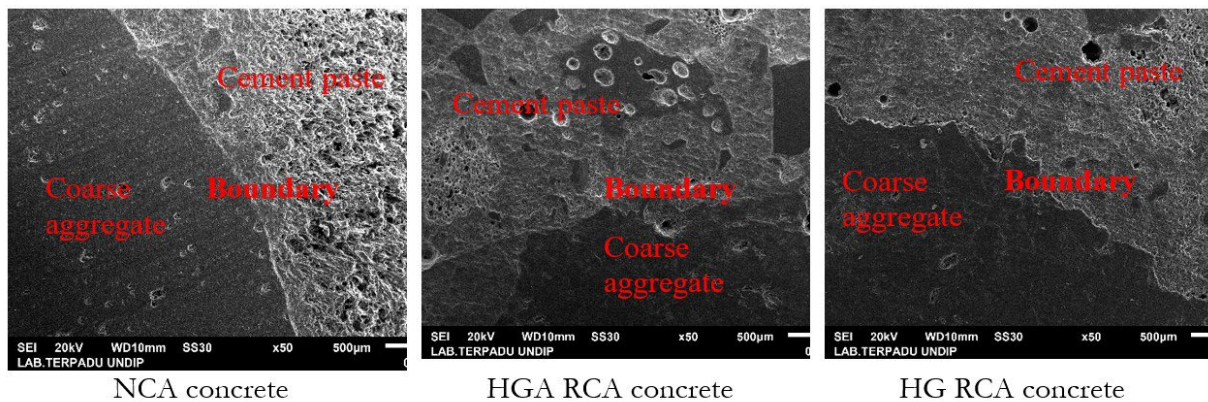 Cement paste
Coarse
aggregate
Boundary
SEI 20kV WD10mm SS30 x50 500μm
LAB.TERPADU UNDIP
NCA concrete
Cement paste
Boundary
Coarse
aggregate
SEI 20kV WD10mm SS30 x50 500μm
LAB.TERPADU UNDIP
HGA RCA concrete
Cement paste
Coarse
aggregate
Boundary
SEI 20kV WD10mm SS30 x50 500μm
LAB.TERPADU UNDIP
HG RCA concrete